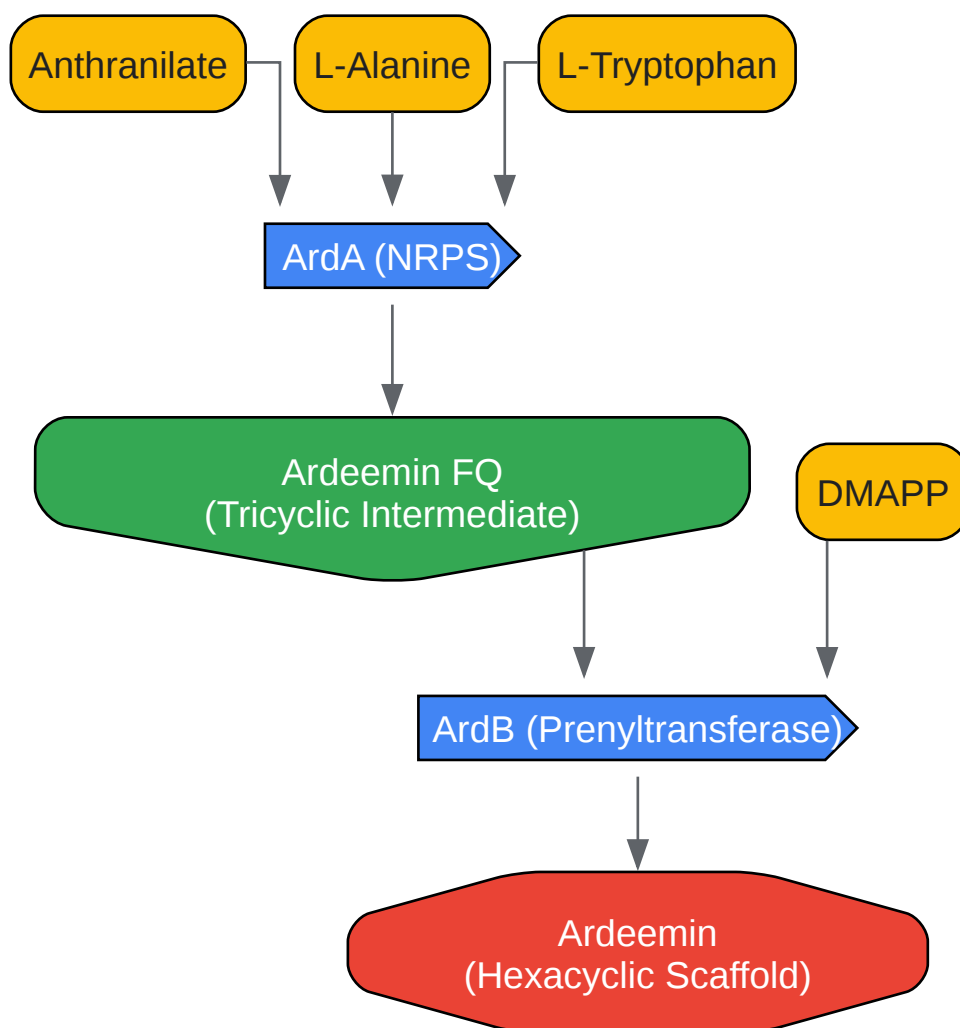 Anthranilate
L-Alanine
L-Tryptophan
ArdA (NRPS)
Ardeemin FQ
(Tricyclic Intermediate)
DMAPP
ArdB (Prenyltransferase)
Ardeemin
(Hexacyclic Scaffold)